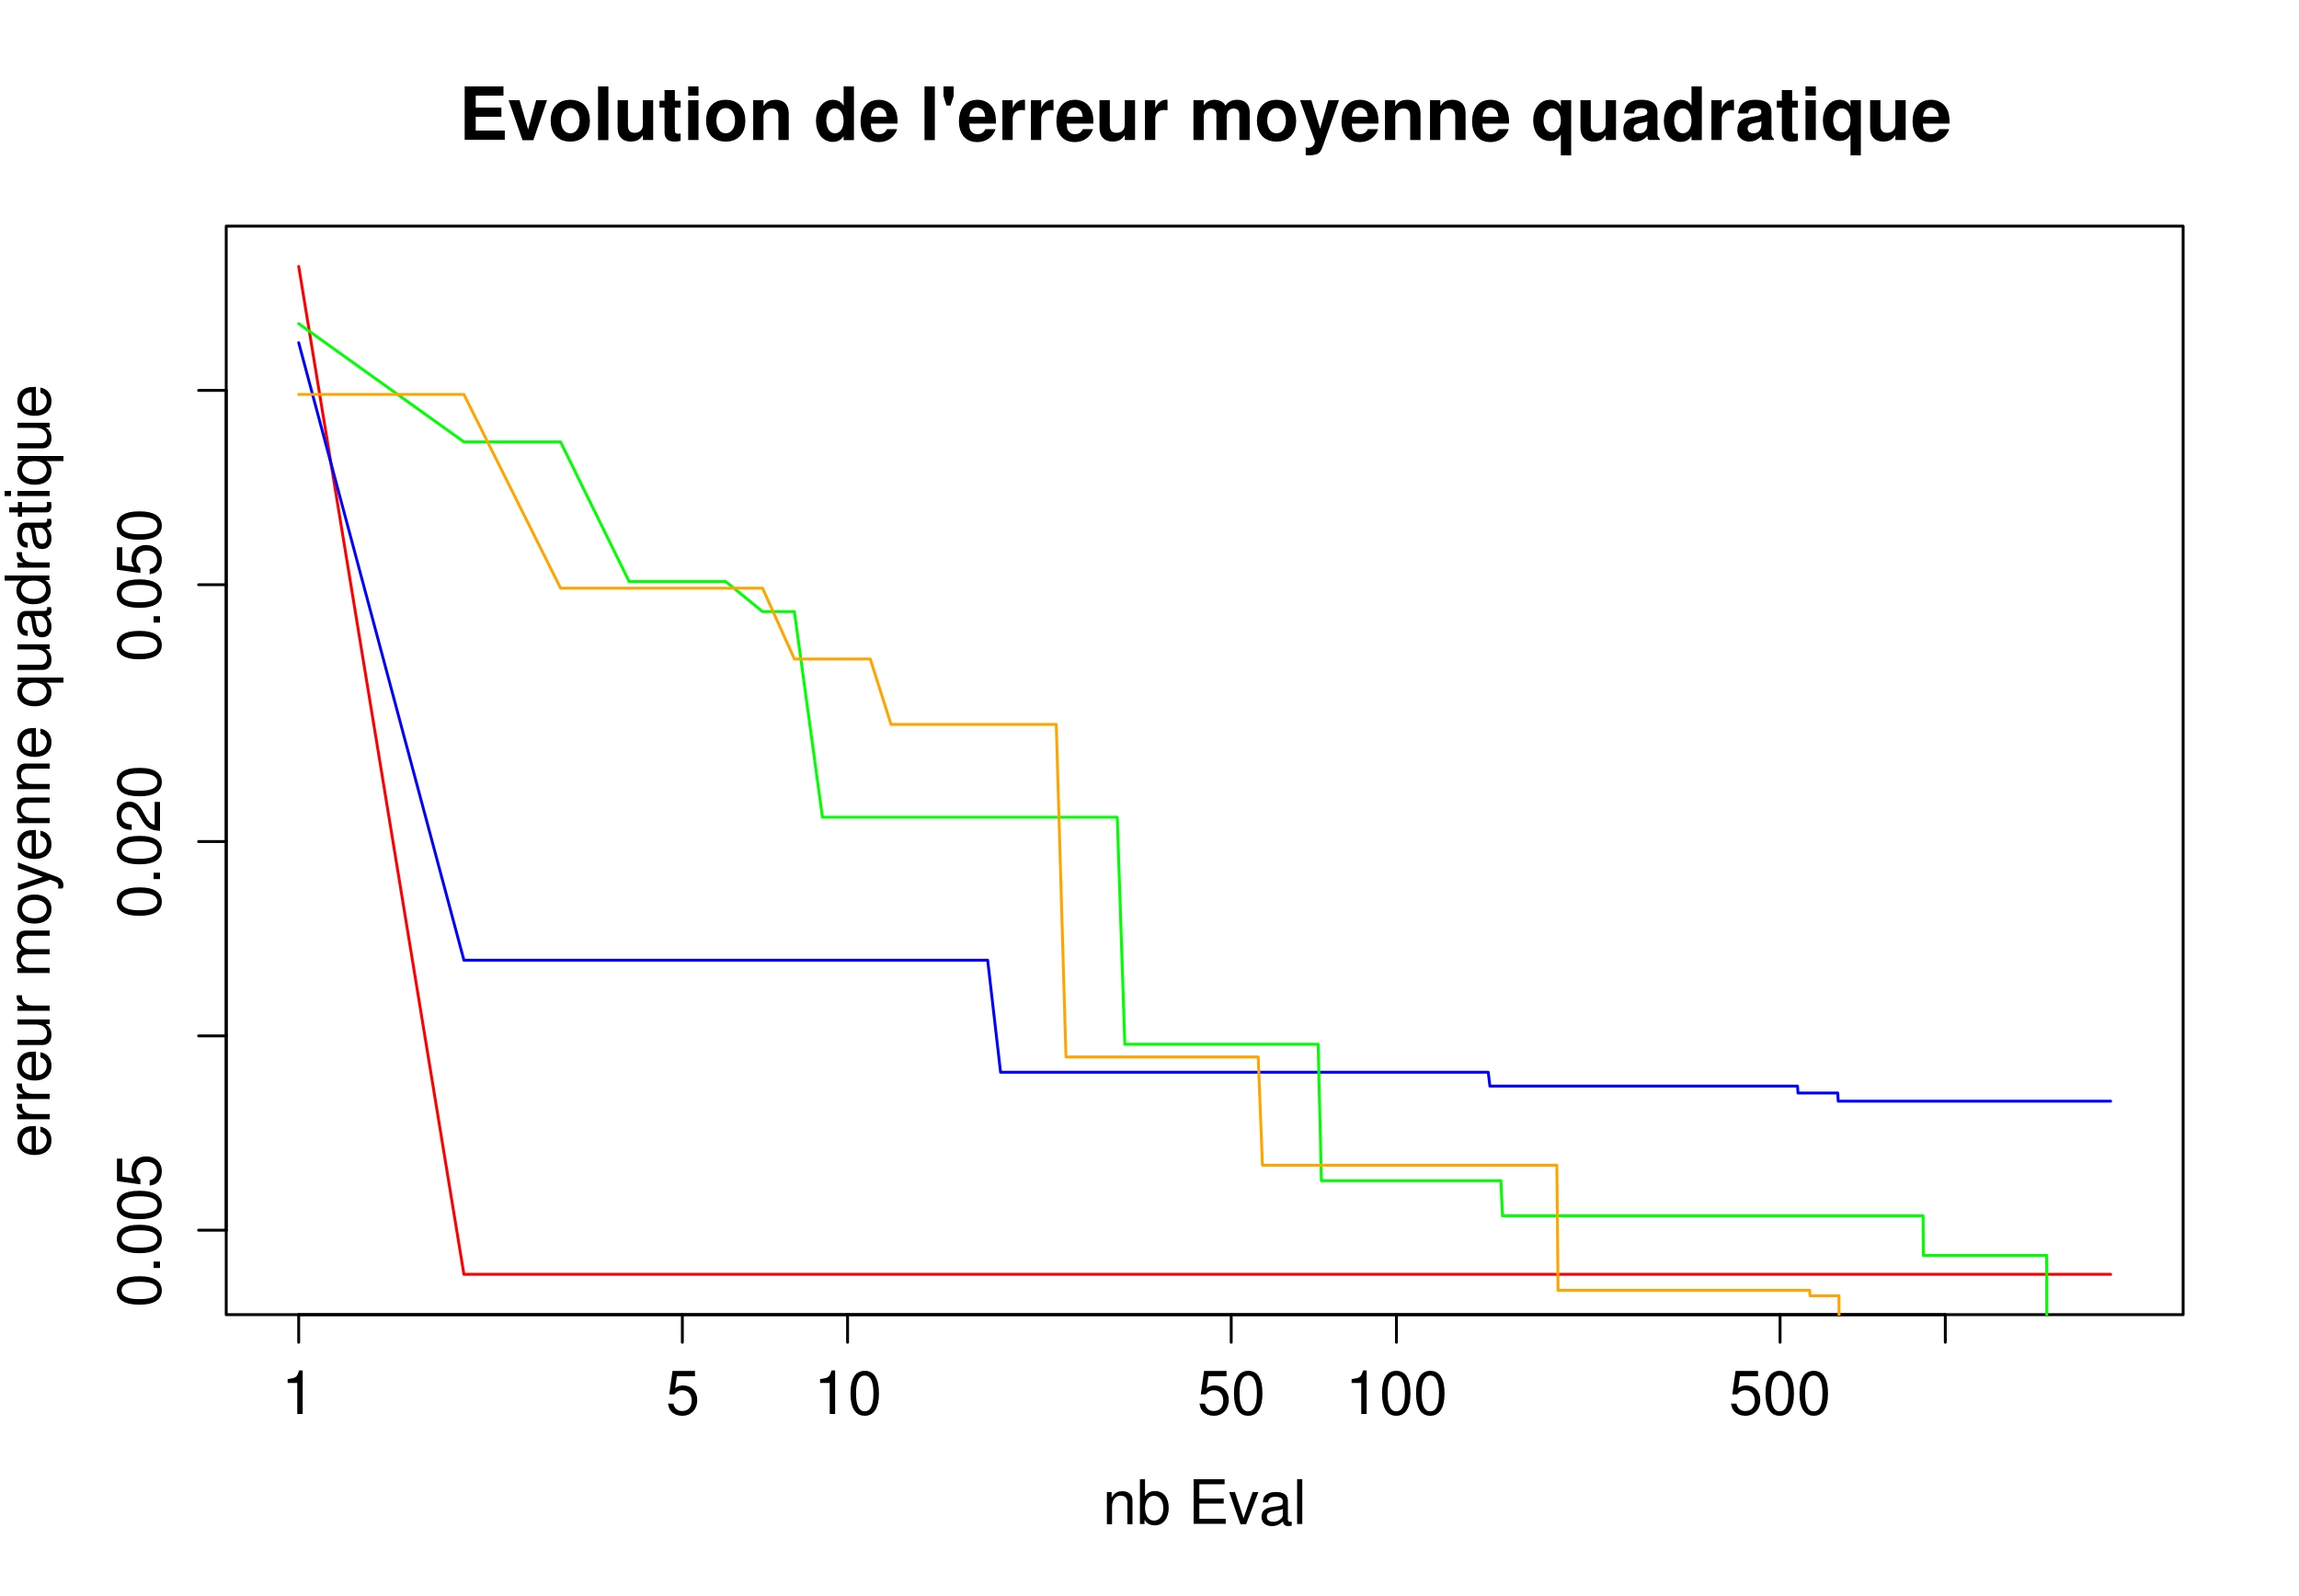 Evolution de l'erreur moyenne quadratique
erreur moyenne quadratique
0.050
0.020
0.005
1 5 10 50 100 500
nb Eval